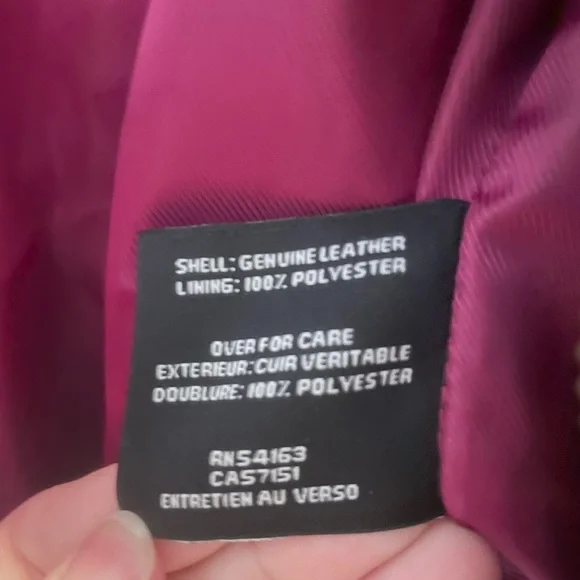 SHELL: GENUINE LEATHER
LINING: 100% POLYESTER
OVER FOR CARE
EXTERIEUR: CUIR VERITABLE
DOUBLURE: 100% POLYESTER
RN54163
CA57151
ENTRETIEN AU VERSO